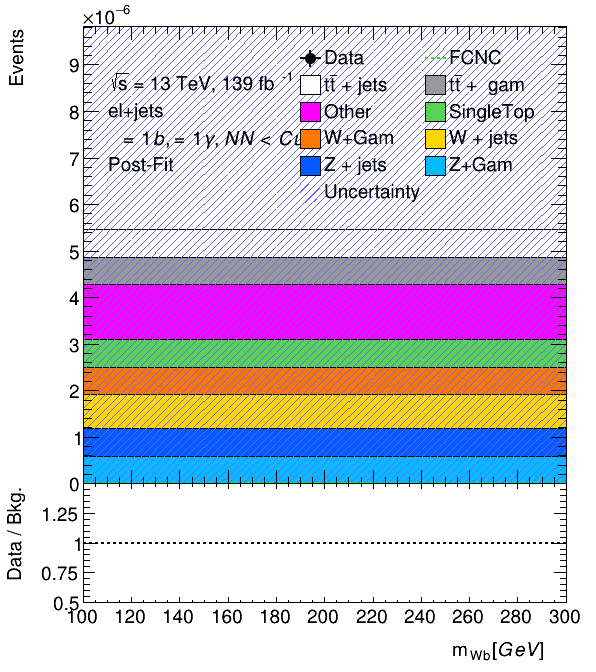 ×10⁻⁶
Events
9
8
7
6
5
4
3
2
1
0
√s = 13 TeV, 139 fb⁻¹
el+jets
= 1b, = 1γ, NN < Cu
Post-Fit
Data
FCNC
tt̄ + jets
tt̄ + gam
Other
SingleTop
W+Gam
W + jets
Z + jets
Z+Gam
Uncertainty
Data / Bkg.
1.25
1
0.75
0.5
100 120 140 160 180 200 220 240 260 280 300
m_Wb [GeV]